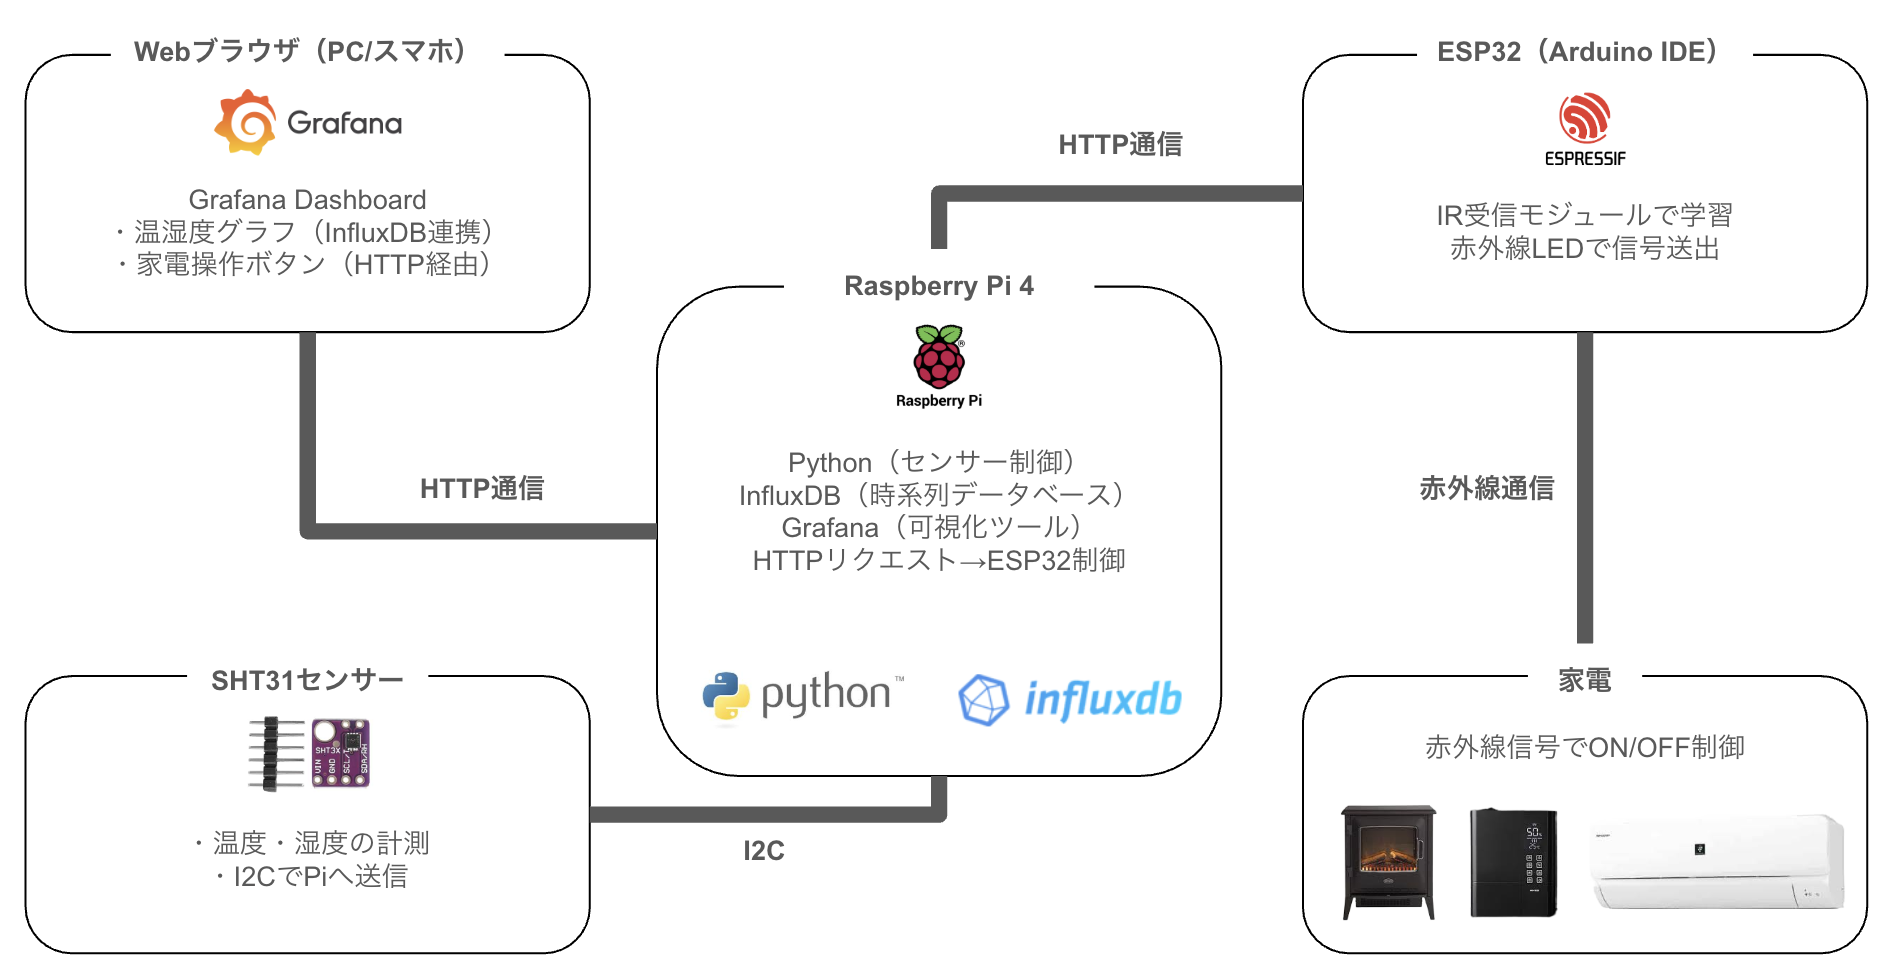 Webブラウザ（PC/スマホ）
Grafana
Grafana Dashboard
・温湿度グラフ（InfluxDB連携）
・家電操作ボタン（HTTP経由）
HTTP通信
ESP32（Arduino IDE）
ESPRESSIF
IR受信モジュールで学習
赤外線LEDで信号送出
Raspberry Pi 4
®
Raspberry Pi
Python（センサー制御）
InfluxDB（時系列データベース）
Grafana（可視化ツール）
HTTPリクエスト→ESP32制御
python™
influxdb
HTTP通信
赤外線通信
SHT31センサー
SHT3X
VIN
GND
・温度・湿度の計測
・I2CでPiへ送信
I2C
家電
赤外線信号でON/OFF制御
50%